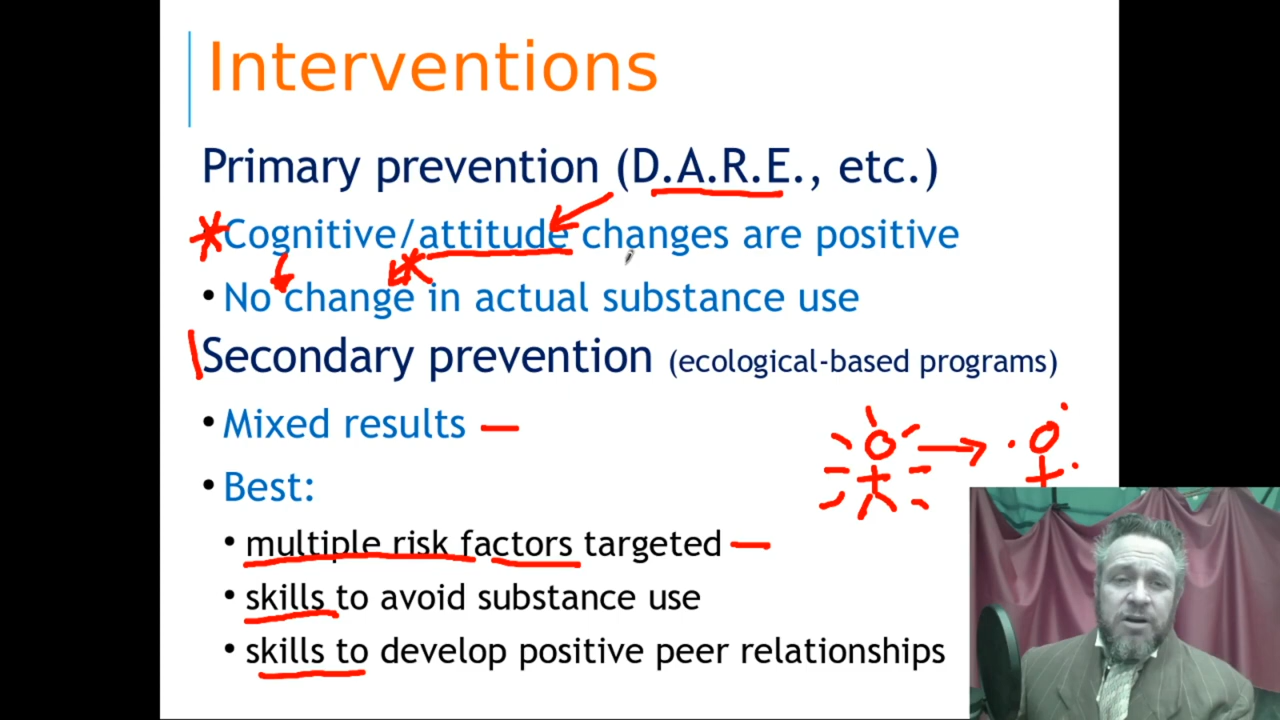 Interventions
Primary prevention (D.A.R.E., etc.)
Cognitive/attitude changes are positive
• No change in actual substance use
Secondary prevention (ecological-based programs)
• Mixed results
• Best:
• multiple risk factors targeted
• skills to avoid substance use
• skills to develop positive peer relationships